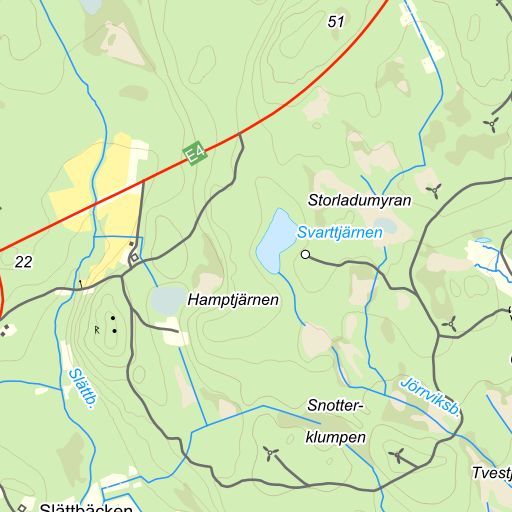 51
E4
Storladumyran
Svarttjärnen
22
Hamptjärnen
R
Slättb.
Jörrviksb.
Snotter-
klumpen
Tvestj
Slättbäcken